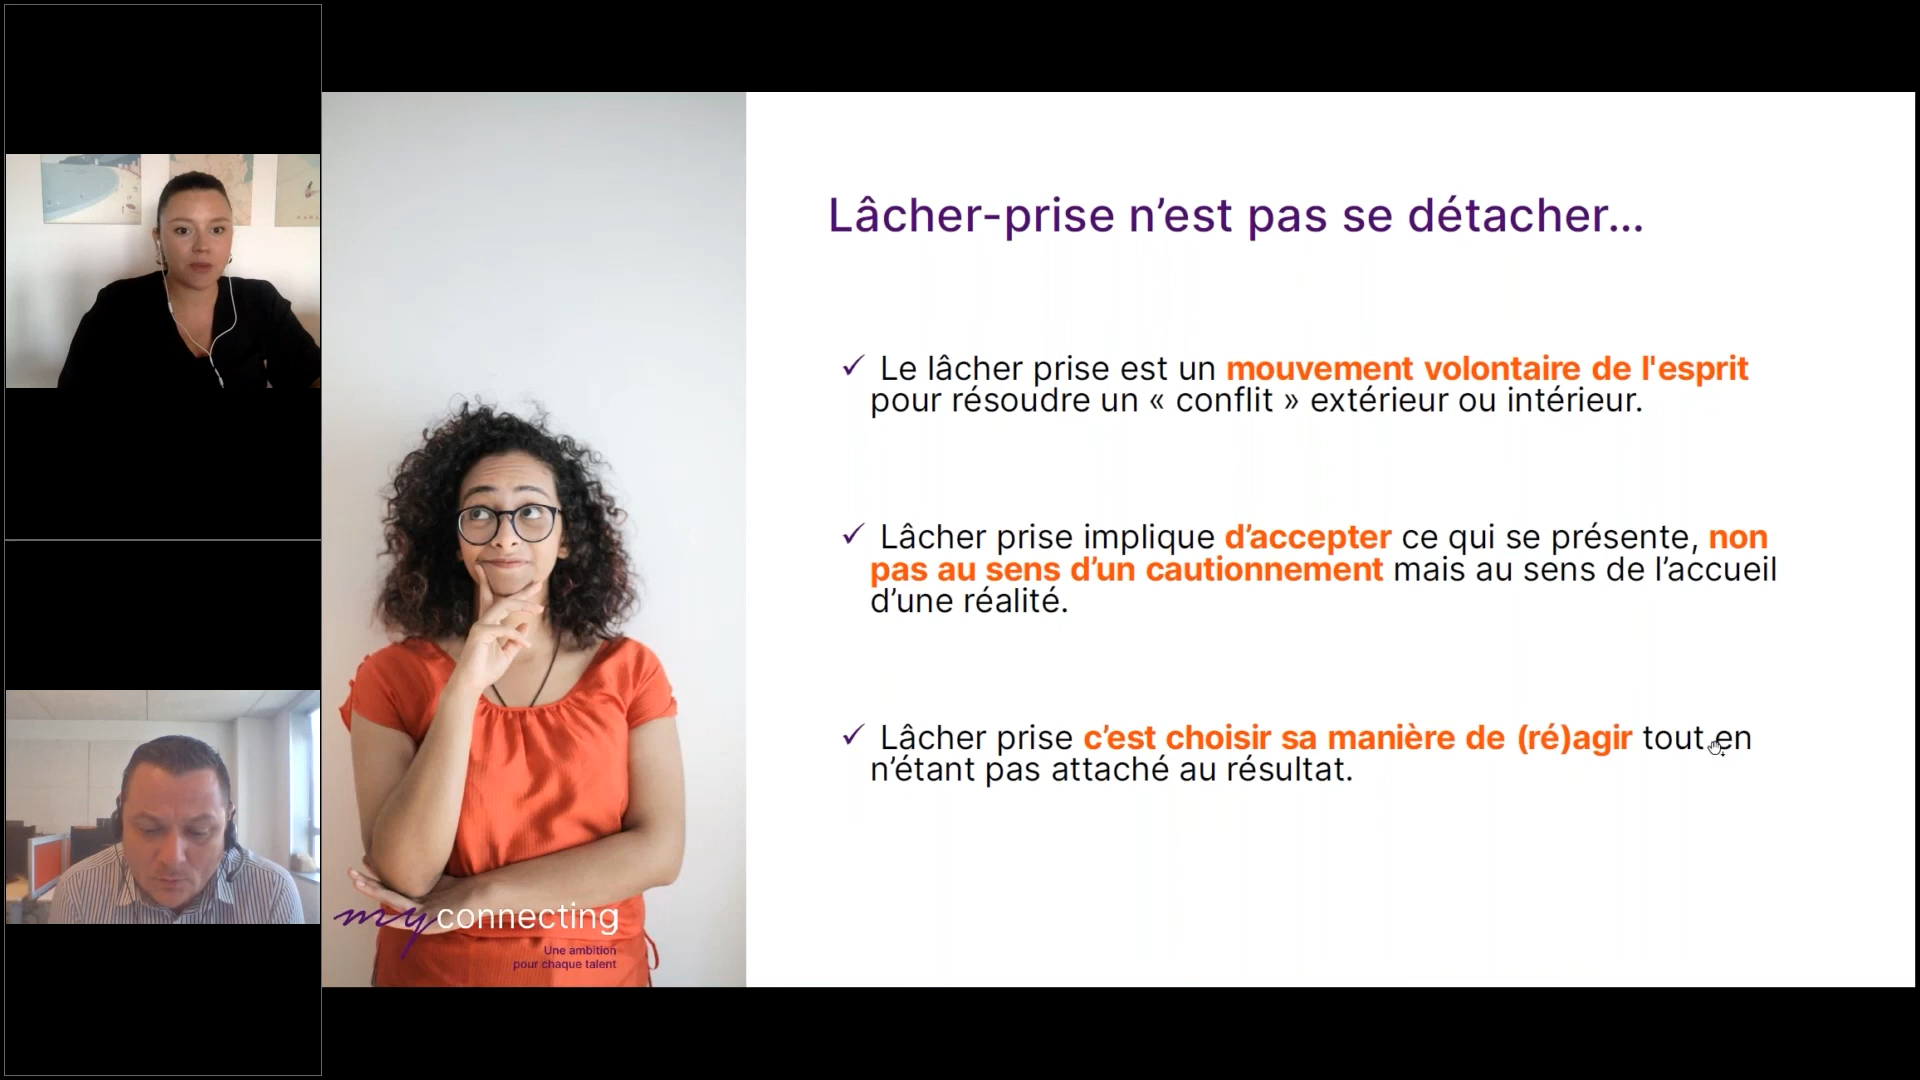 Lâcher-prise n’est pas se détacher...
✓ Le lâcher prise est un mouvement volontaire de l'esprit
pour résoudre un « conflit » extérieur ou intérieur.
✓ Lâcher prise implique d’accepter ce qui se présente, non
pas au sens d’un cautionnement mais au sens de l’accueil
d’une réalité.
✓ Lâcher prise c’est choisir sa manière de (ré)agir tout en
n’étant pas attaché au résultat.
my connecting
Une ambition
pour chaque talent